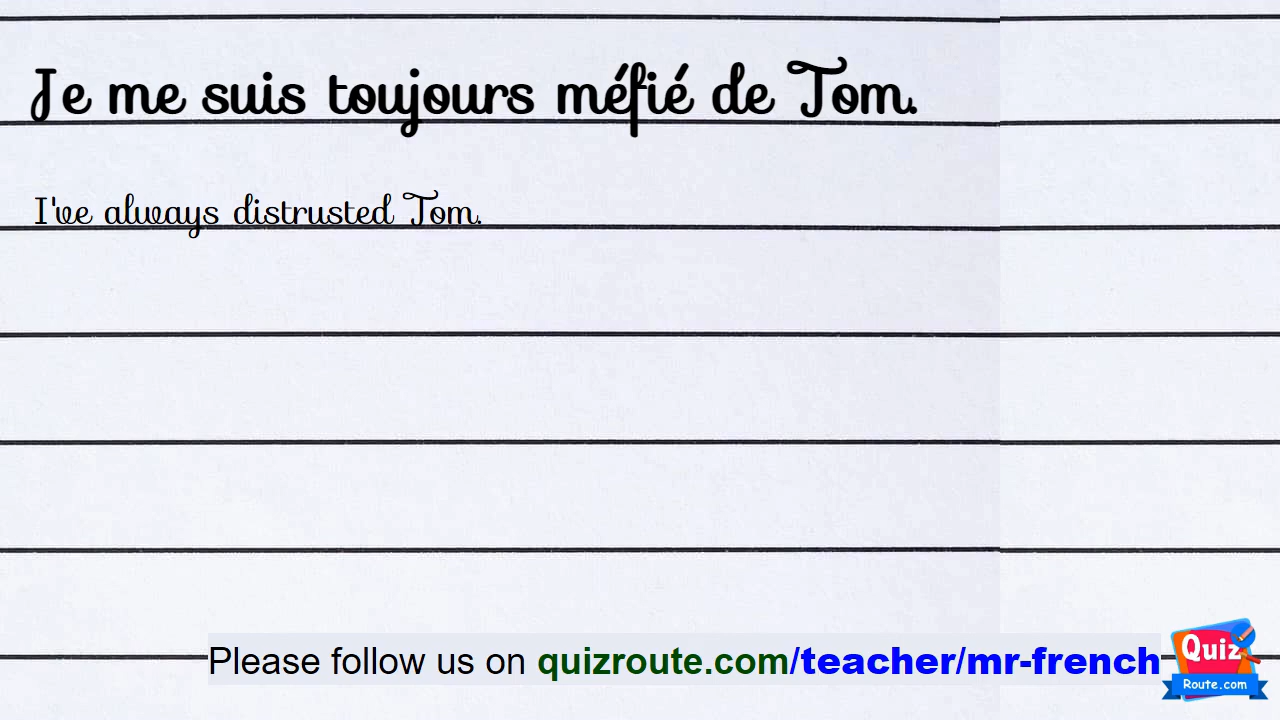 Je me suis toujours méfié de Tom.
I've always distrusted Tom.
Please follow us on quizroute.com/teacher/mr-french
Quiz
Route.com